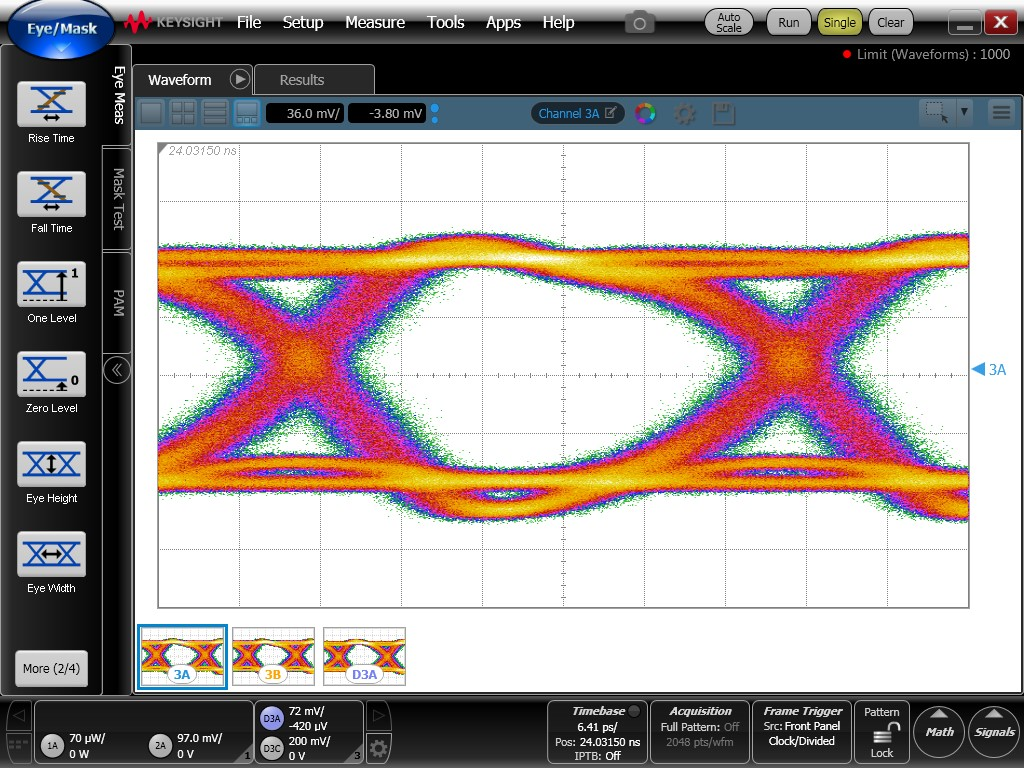 Eye/Mask
KEYSIGHT
File Setup Measure Tools Apps Help
Auto Scale
Run
Single
Clear
Limit (Waveforms) : 1000
Eye Meas
Mask Test
PAM
Rise Time
Fall Time
1
One Level
0
Zero Level
Eye Height
Eye Width
More (2/4)
Waveform
Results
36.0 mV/
-3.80 mV
Channel 3A
24.03150 ns
3A
3A
3B
D3A
1A
70 µW/
0 W
2A
97.0 mV/
0 V
1
D3A
72 mV/
-420 µV
D3C
200 mV/
0 V
3
Timebase
6.41 ps/
Pos: 24.03150 ns
IPTB: Off
Acquisition
Full Pattern: Off
2048 pts/wfm
Frame Trigger
Src: Front Panel
Clock/Divided
Pattern
Lock
Math
Signals